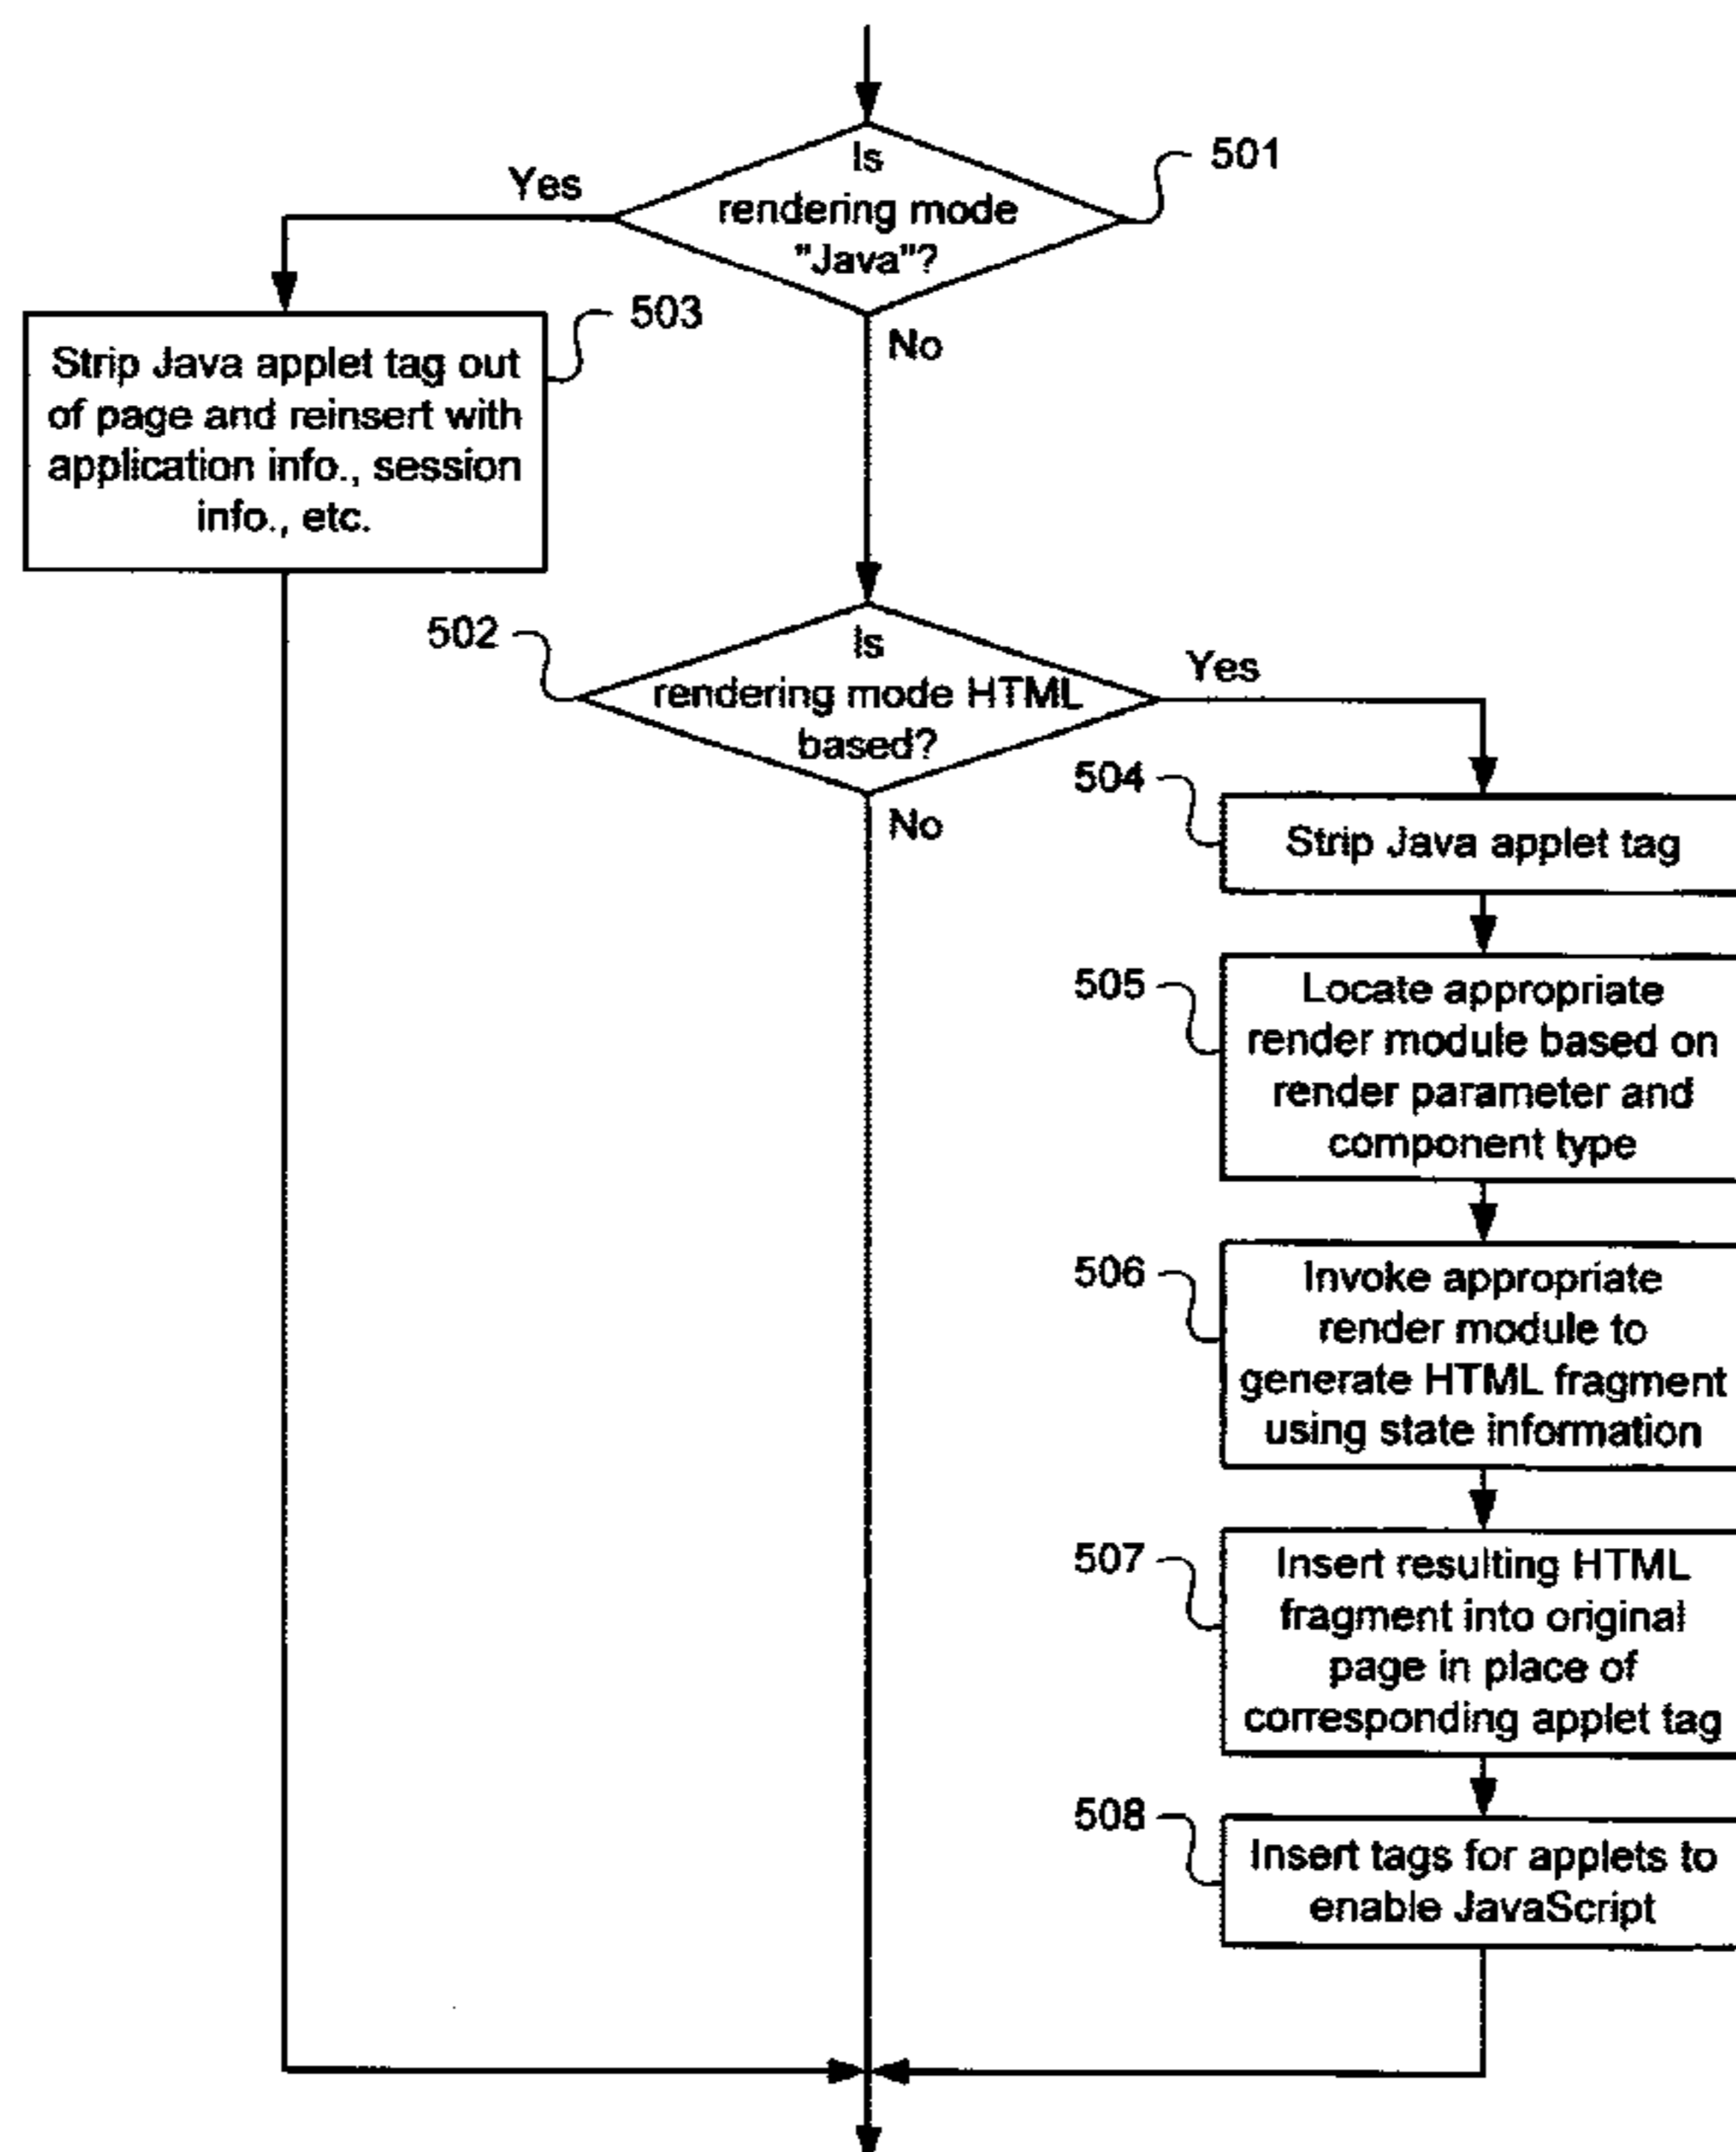 Is
rendering mode
"Java"?
501
Yes
No
503
Strip Java applet tag out
of page and reinsert with
application info., session
info., etc.
502
Is
rendering mode HTML
based?
Yes
No
504
Strip Java applet tag
505
Locate appropriate
render module based on
render parameter and
component type
506
Invoke appropriate
render module to
generate HTML fragment
using state information
507
Insert resulting HTML
fragment into original
page in place of
corresponding applet tag
508
Insert tags for applets to
enable JavaScript